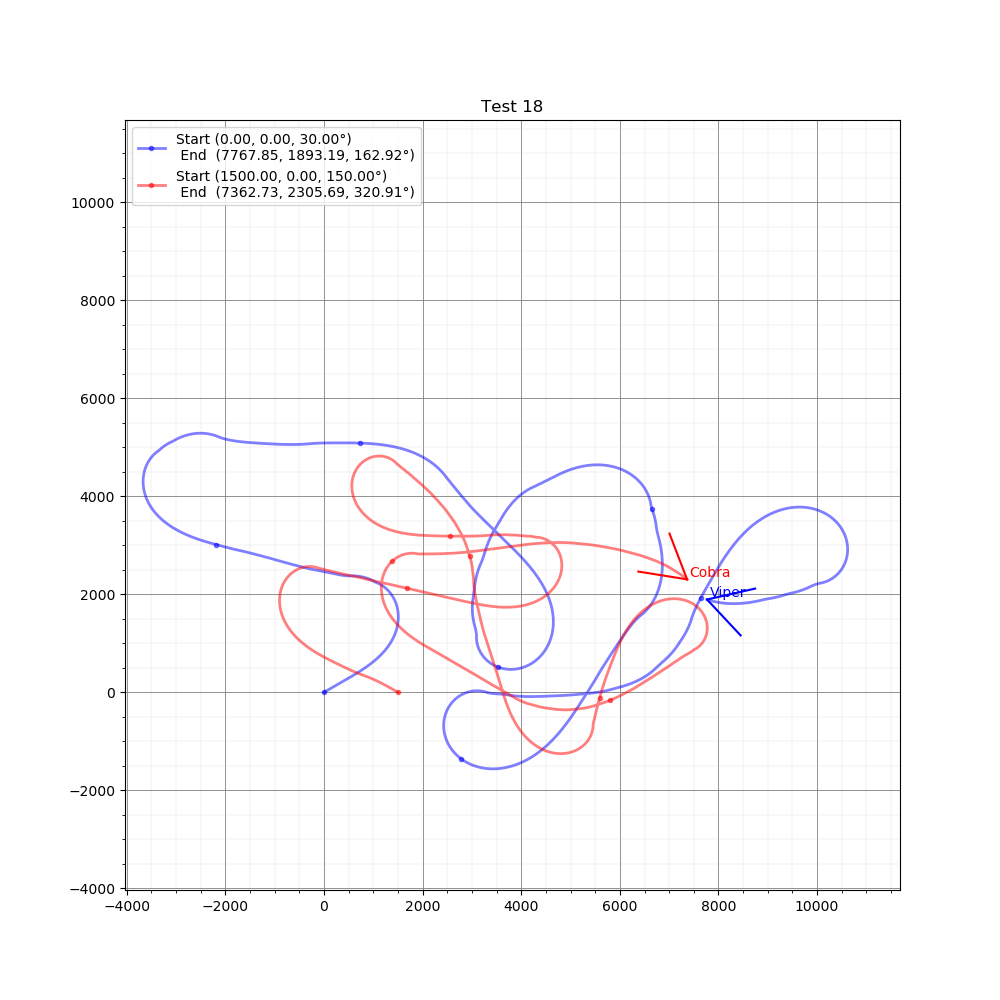 Test 18
Start (0.00, 0.00, 30.00°)
End (7767.85, 1893.19, 162.92°)
Start (1500.00, 0.00, 150.00°)
End (7362.73, 2305.69, 320.91°)
10000
8000
6000
4000
2000
0
−2000
−4000
Cobra
Viper
−4000 −2000 0 2000 4000 6000 8000 10000